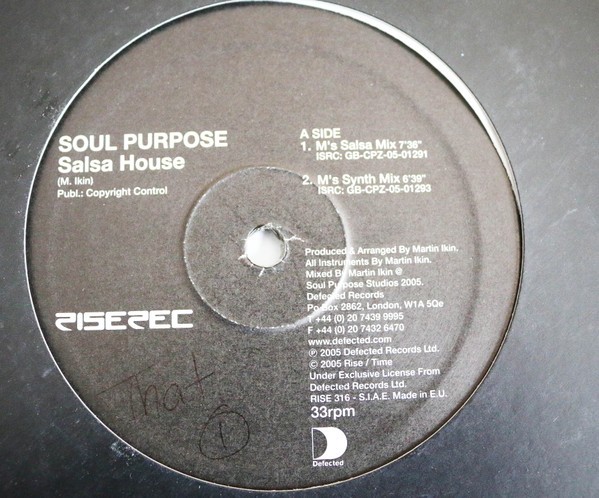 SOUL PURPOSE
Salsa House
(M. Ikin)
Publ.: Copyright Control
A SIDE
1. M's Salsa Mix 7'36"
ISRC: GB-CPZ-05-01291
2. M's Synth Mix 6'39"
ISRC: GB-CPZ-05-01293
Produced & Arranged By Martin Ikin.
All Instruments By Martin Ikin.
Mixed By Martin Ikin @
Soul Purpose Studios 2005.
Defected Records
Po Box 2862, London, W1A 5Qe
T +44 (0) 20 7439 9995
F +44 (0) 20 7432 6470
www.defected.com
℗ 2005 Defected Records Ltd.
© 2005 Rise / Time
Under Exclusive License From
Defected Records Ltd.
RISE 316 - S.I.A.E. Made in E.U.
33rpm
Defected
RISEREC
That
1